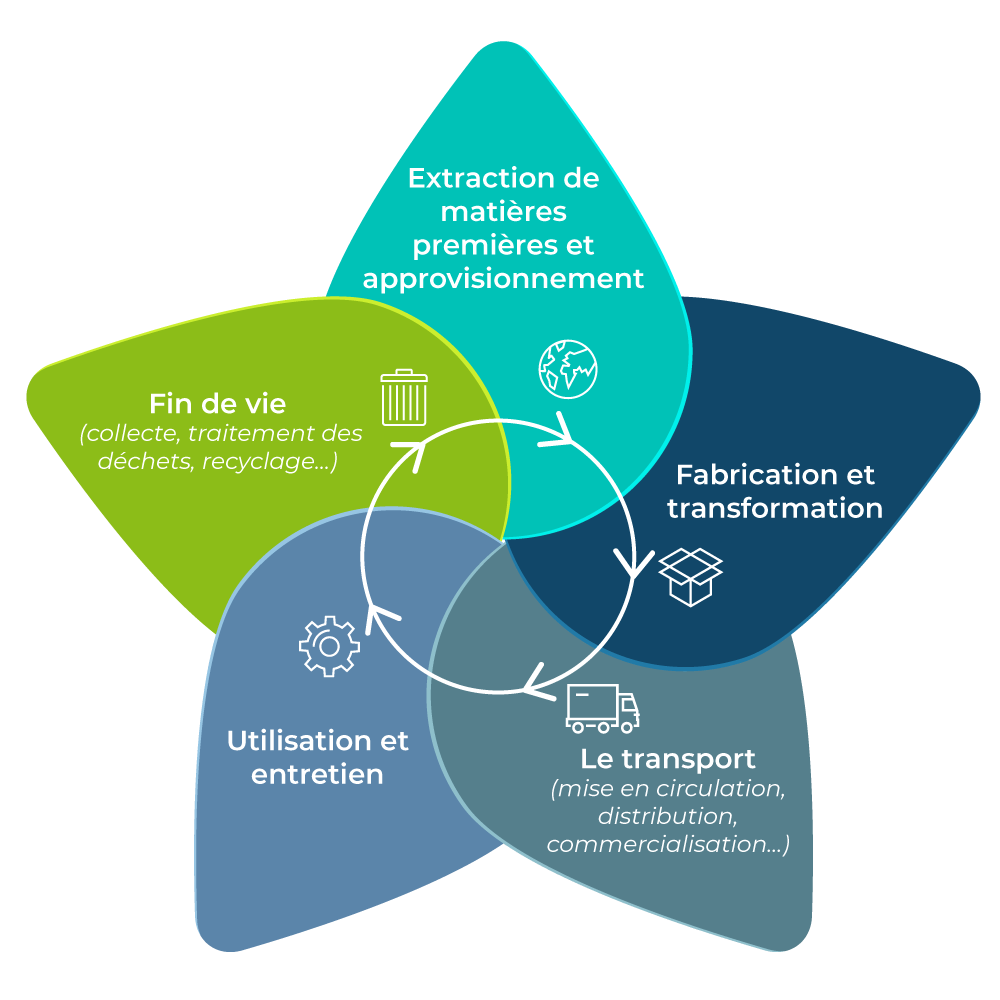 Extraction de
matières
premières et
approvisionnement
Fabrication et
transformation
Le transport
(mise en circulation,
distribution,
commercialisation...)
Utilisation et
entretien
Fin de vie
(collecte, traitement des
déchets, recyclage...)